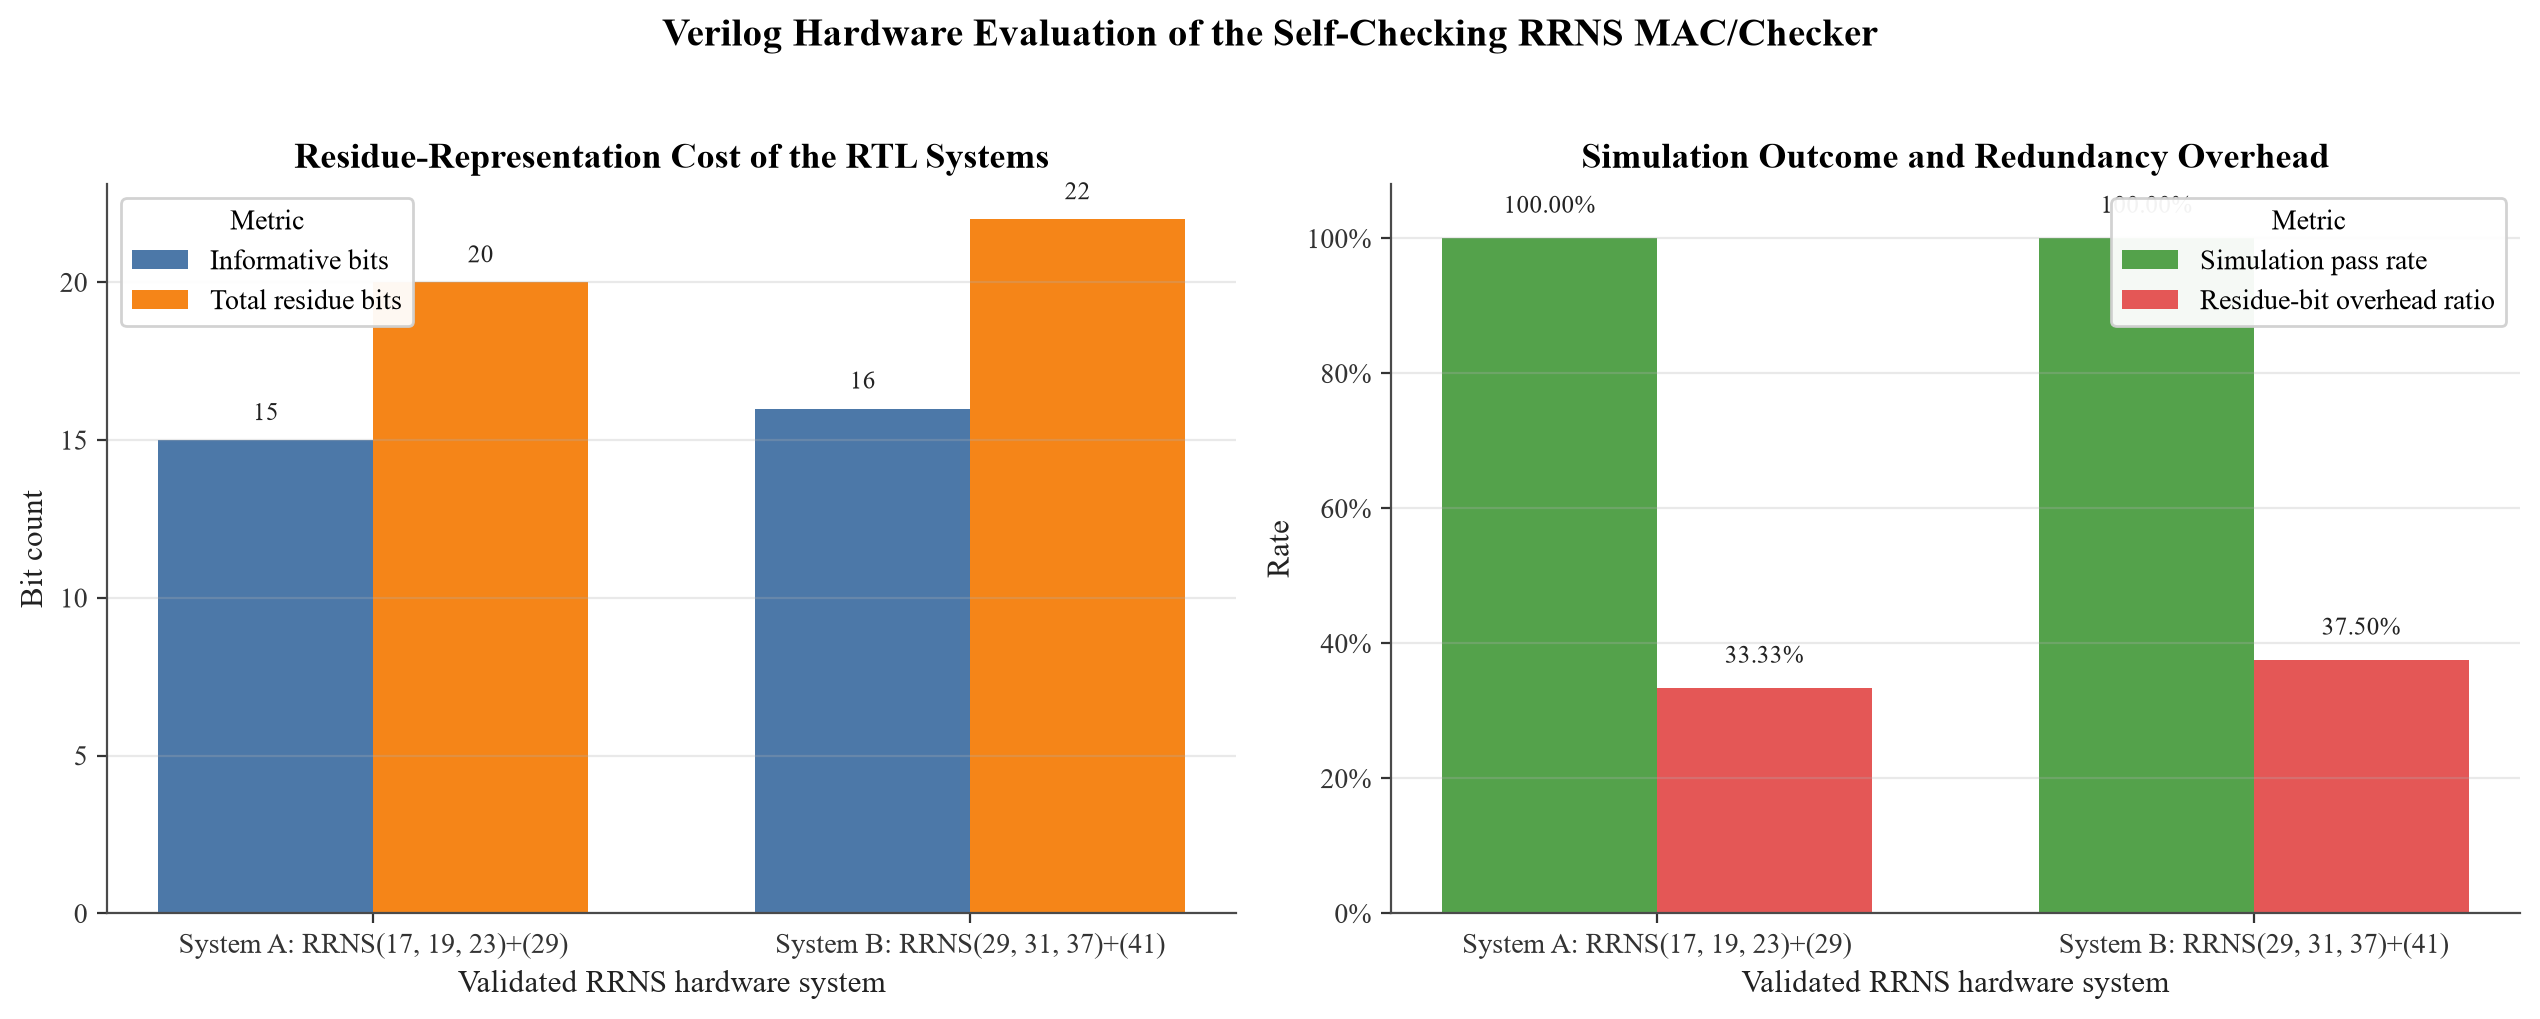 Verilog Hardware Evaluation of the Self-Checking RRNS MAC/Checker
Residue-Representation Cost of the RTL Systems
Metric
Informative bits
Total residue bits
22
20
16
15
20
15
10
5
0
Bit count
System A: RRNS(17, 19, 23)+(29)
System B: RRNS(29, 31, 37)+(41)
Validated RRNS hardware system
Simulation Outcome and Redundancy Overhead
100.00%
100.00%
Metric
Simulation pass rate
Residue-bit overhead ratio
37.50%
33.33%
100%
80%
60%
40%
20%
0%
Rate
System A: RRNS(17, 19, 23)+(29)
System B: RRNS(29, 31, 37)+(41)
Validated RRNS hardware system